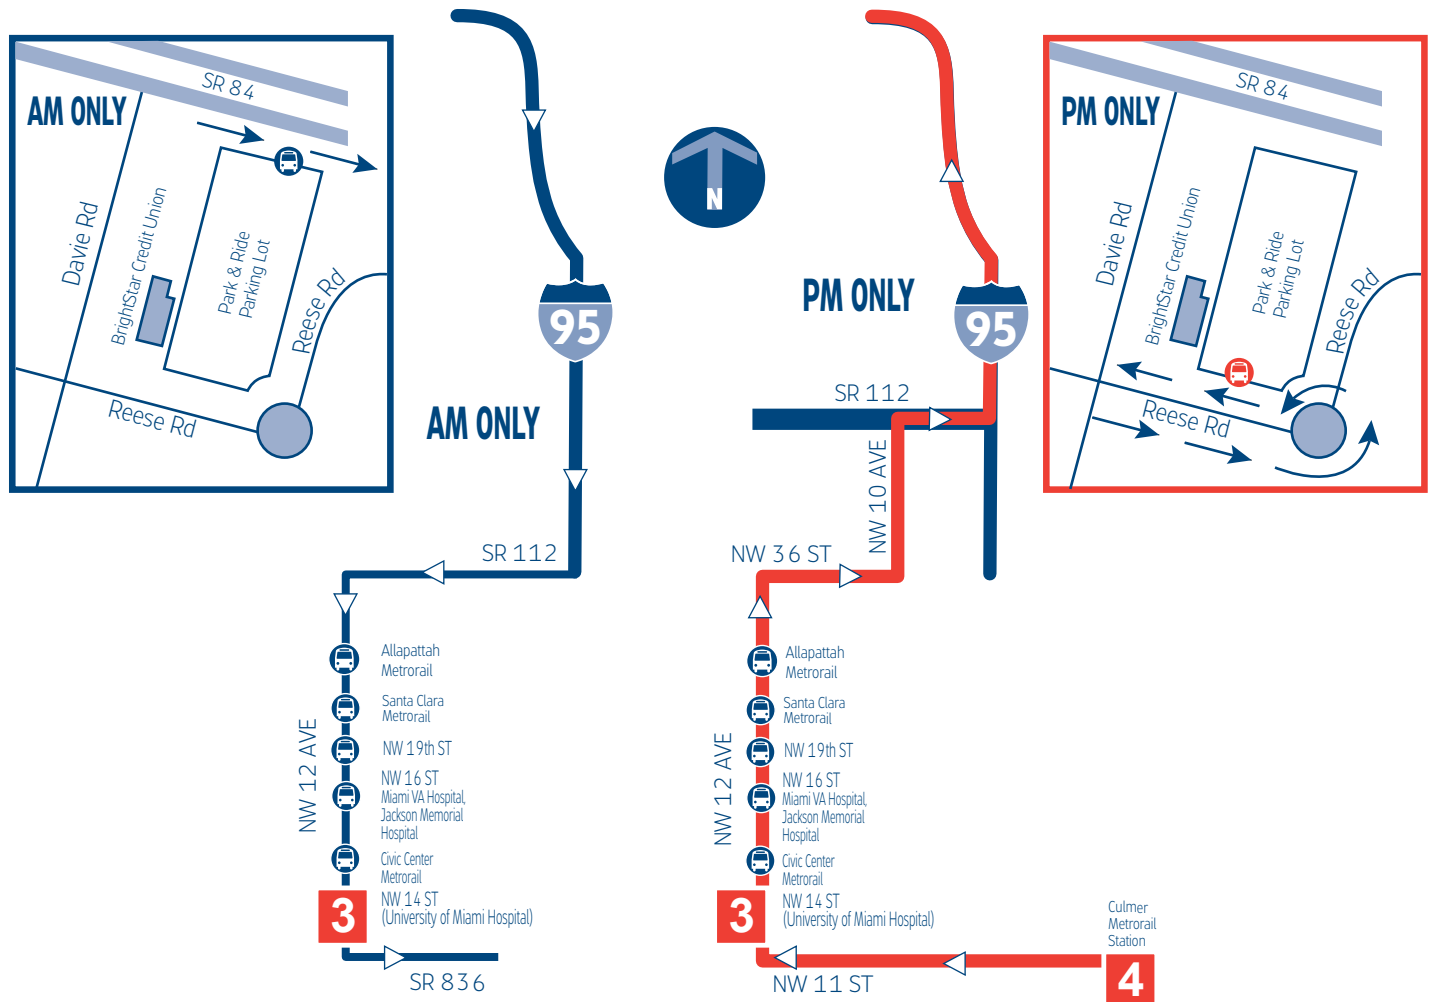 AM ONLY
SR 84
Davie Rd
BrightStar Credit Union
Park & Ride
Parking Lot
Reese Rd
Reese Rd
95
AM ONLY
SR 112
NW 12 AVE
Allapattah
Metrorail
Santa Clara
Metrorail
NW 19th ST
NW 16 ST
Miami VA Hospital,
Jackson Memorial
Hospital
Civic Center
Metrorail
3
NW 14 ST
(University of Miami Hospital)
SR 836
N
PM ONLY
95
SR 112
NW 10 AVE
NW 36 ST
NW 12 AVE
Allapattah
Metrorail
Santa Clara
Metrorail
NW 19th ST
NW 16 ST
Miami VA Hospital,
Jackson Memorial
Hospital
Civic Center
Metrorail
3
NW 14 ST
(University of Miami Hospital)
NW 11 ST
Culmer
Metrorail
Station
4
PM ONLY
SR 84
Davie Rd
BrightStar Credit Union
Park & Ride
Parking Lot
Reese Rd
Reese Rd